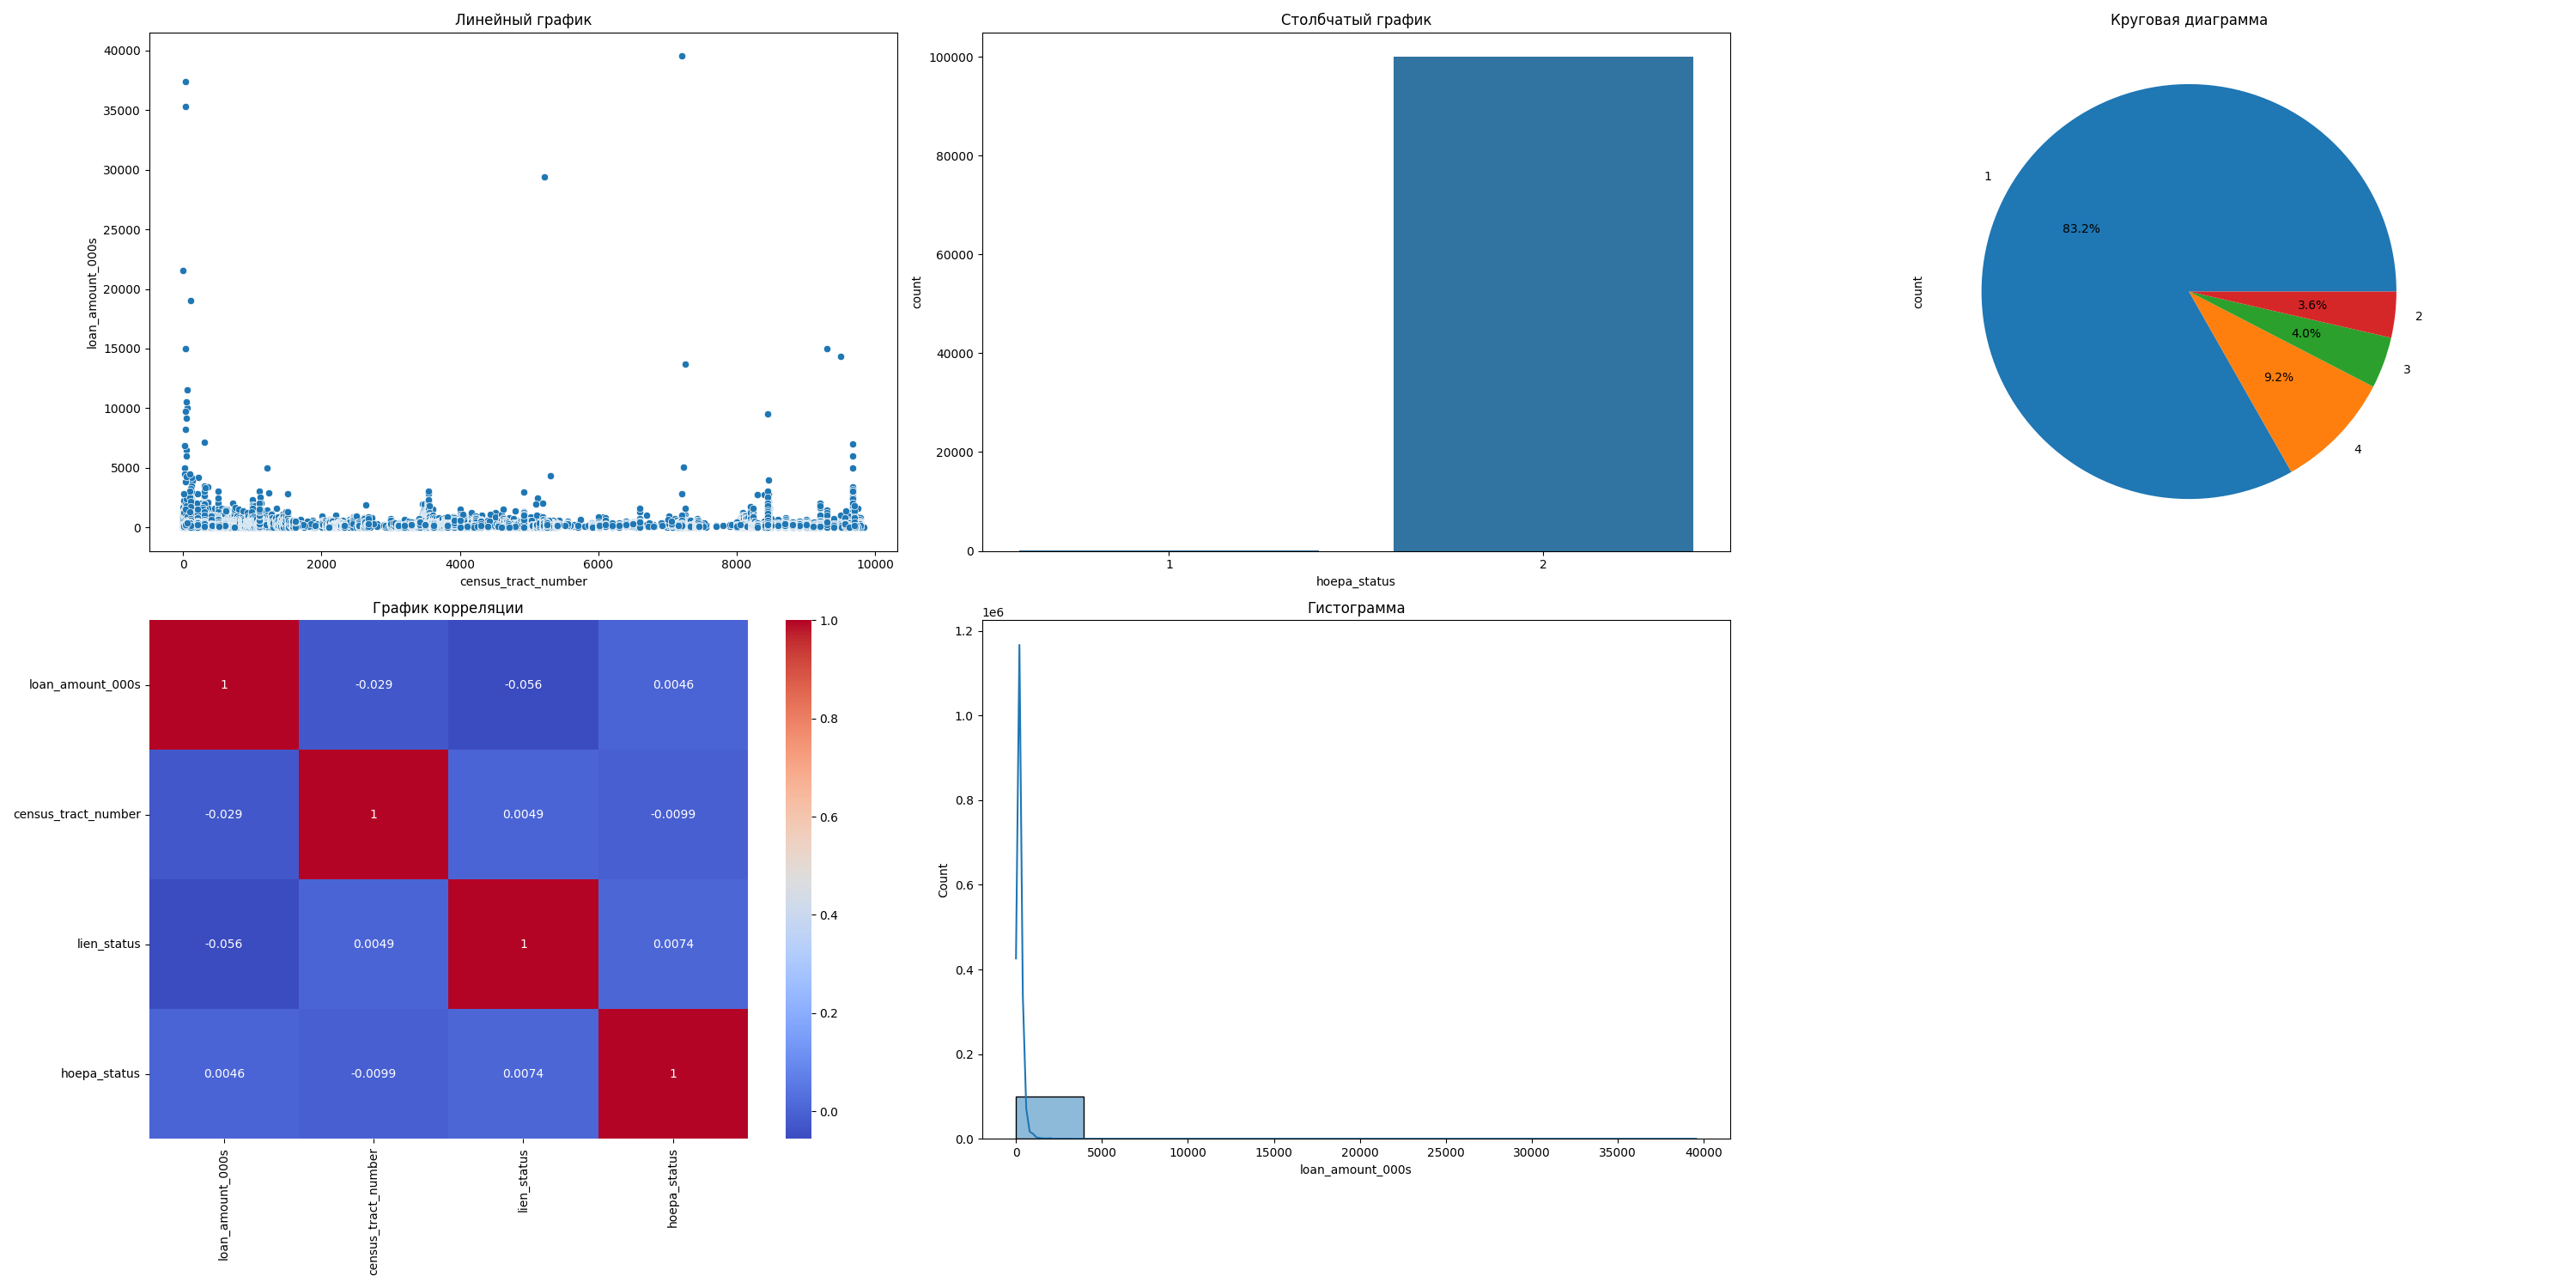 Линейный график
40000
35000
30000
25000
20000
15000
10000
5000
0
loan_amount_000s
0 2000 4000 6000 8000 10000
census_tract_number
Столбчатый график
100000
80000
60000
40000
20000
0
count
1 2
hoepa_status
Круговая диаграмма
count
1
83.2%
3.6%
2
4.0%
3
9.2%
4
График корреляции
loan_amount_000s 1 -0.029 -0.056 0.0046
census_tract_number -0.029 1 0.0049 -0.0099
lien_status -0.056 0.0049 1 0.0074
hoepa_status 0.0046 -0.0099 0.0074 1
loan_amount_000s census_tract_number lien_status hoepa_status
1.0
0.8
0.6
0.4
0.2
0.0
Гистограмма
1e6
1.2
1.0
0.8
0.6
0.4
0.2
0.0
Count
0 5000 10000 15000 20000 25000 30000 35000 40000
loan_amount_000s